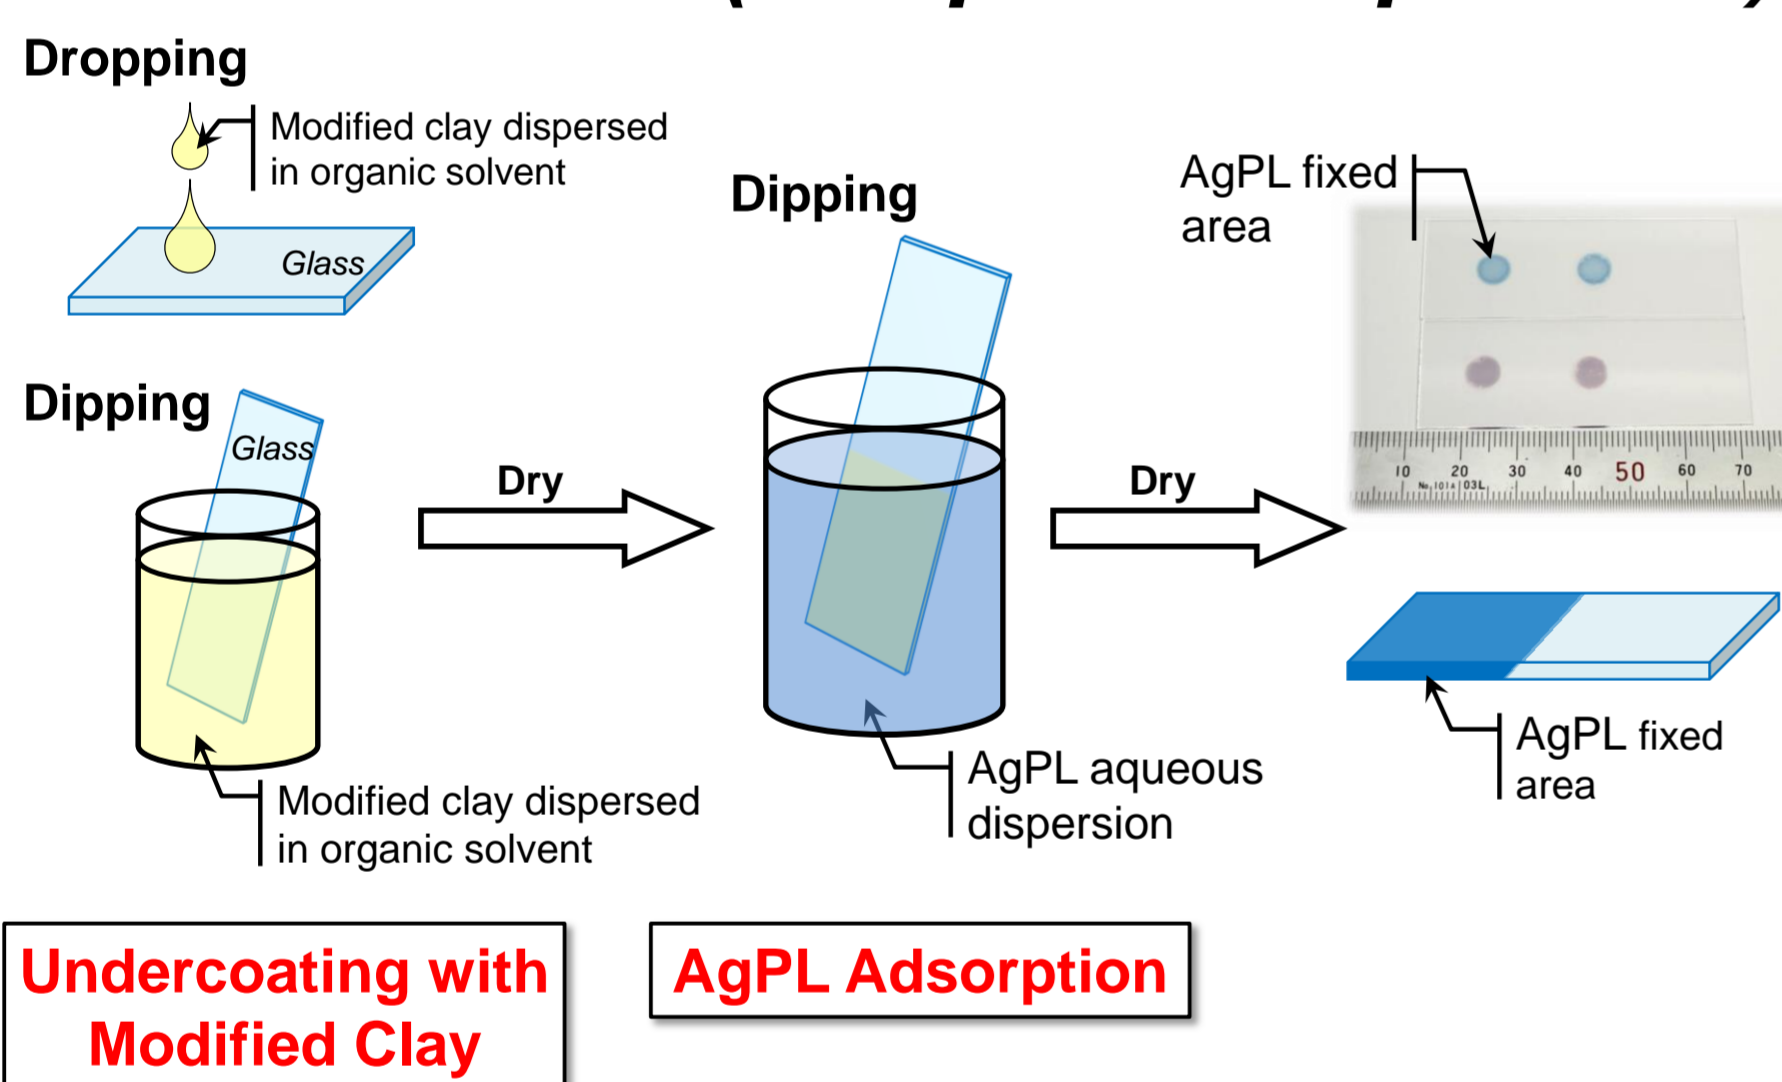 Dropping
Modified clay dispersed
in organic solvent
Glass
Dipping
Glass
Modified clay dispersed
in organic solvent
Dry
Dipping
AgPL aqueous
dispersion
Dry
AgPL fixed
area
10 20 30 40 50 60 70
AgPL fixed
area
Undercoating with
Modified Clay
AgPL Adsorption